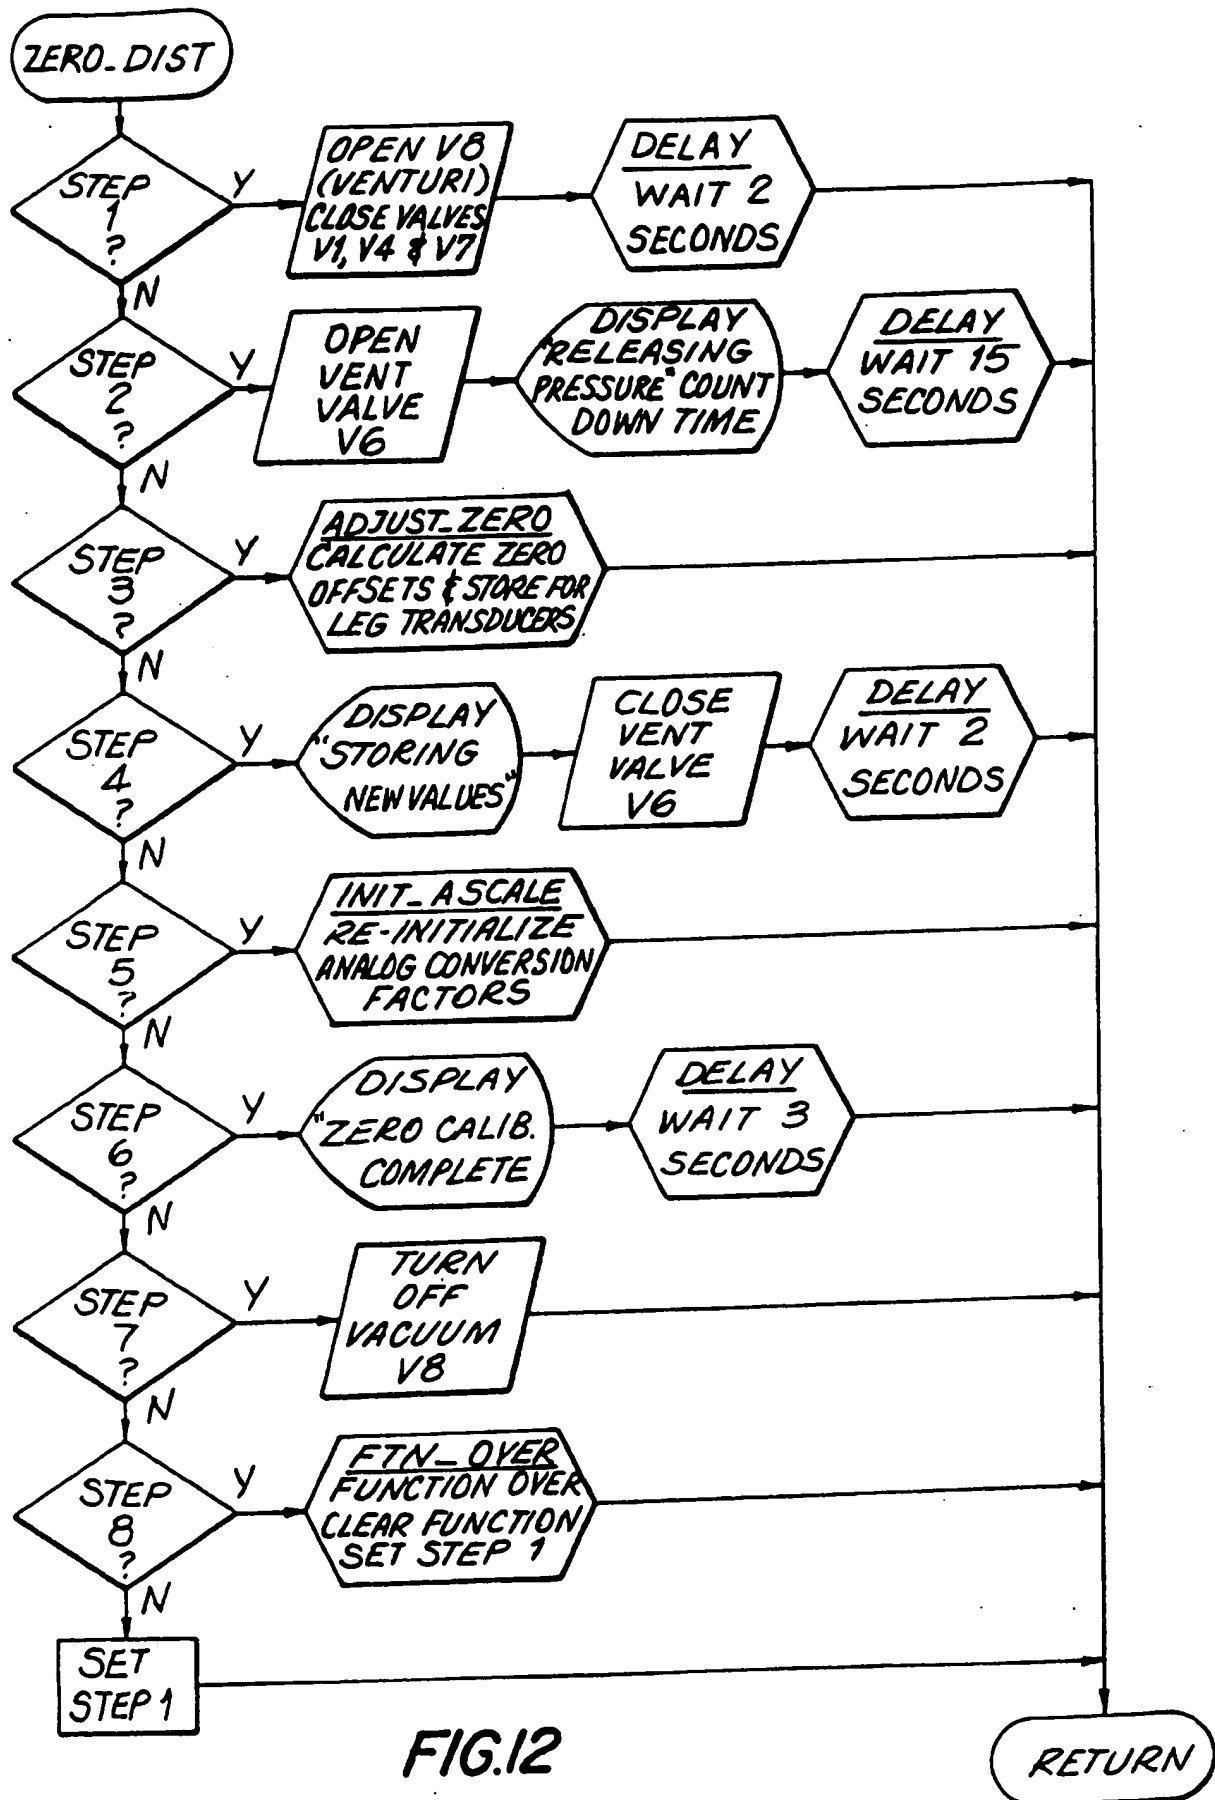 ZERO_DIST
STEP
1
?
Y
OPEN V8
(VENTURI)
CLOSE VALVES
V1, V4 & V7
DELAY
WAIT 2
SECONDS
N
STEP
2
?
Y
OPEN
VENT
VALVE
V6
DISPLAY
"RELEASING
PRESSURE" COUNT
DOWN TIME
DELAY
WAIT 15
SECONDS
N
STEP
3
?
Y
ADJUST_ZERO
CALCULATE ZERO
OFFSETS & STORE FOR
LEG TRANSDUCERS
N
STEP
4
?
Y
DISPLAY
"STORING
NEW VALUES"
CLOSE
VENT
VALVE
V6
DELAY
WAIT 2
SECONDS
N
STEP
5
?
Y
INIT_ASCALE
RE-INITIALIZE
ANALOG CONVERSION
FACTORS
N
STEP
6
?
Y
DISPLAY
"ZERO CALIB.
COMPLETE
DELAY
WAIT 3
SECONDS
N
STEP
7
?
Y
TURN
OFF
VACUUM
V8
N
STEP
8
?
Y
FTN_OVER
FUNCTION OVER
CLEAR FUNCTION
SET STEP 1
N
SET
STEP 1
RETURN
FIG.12